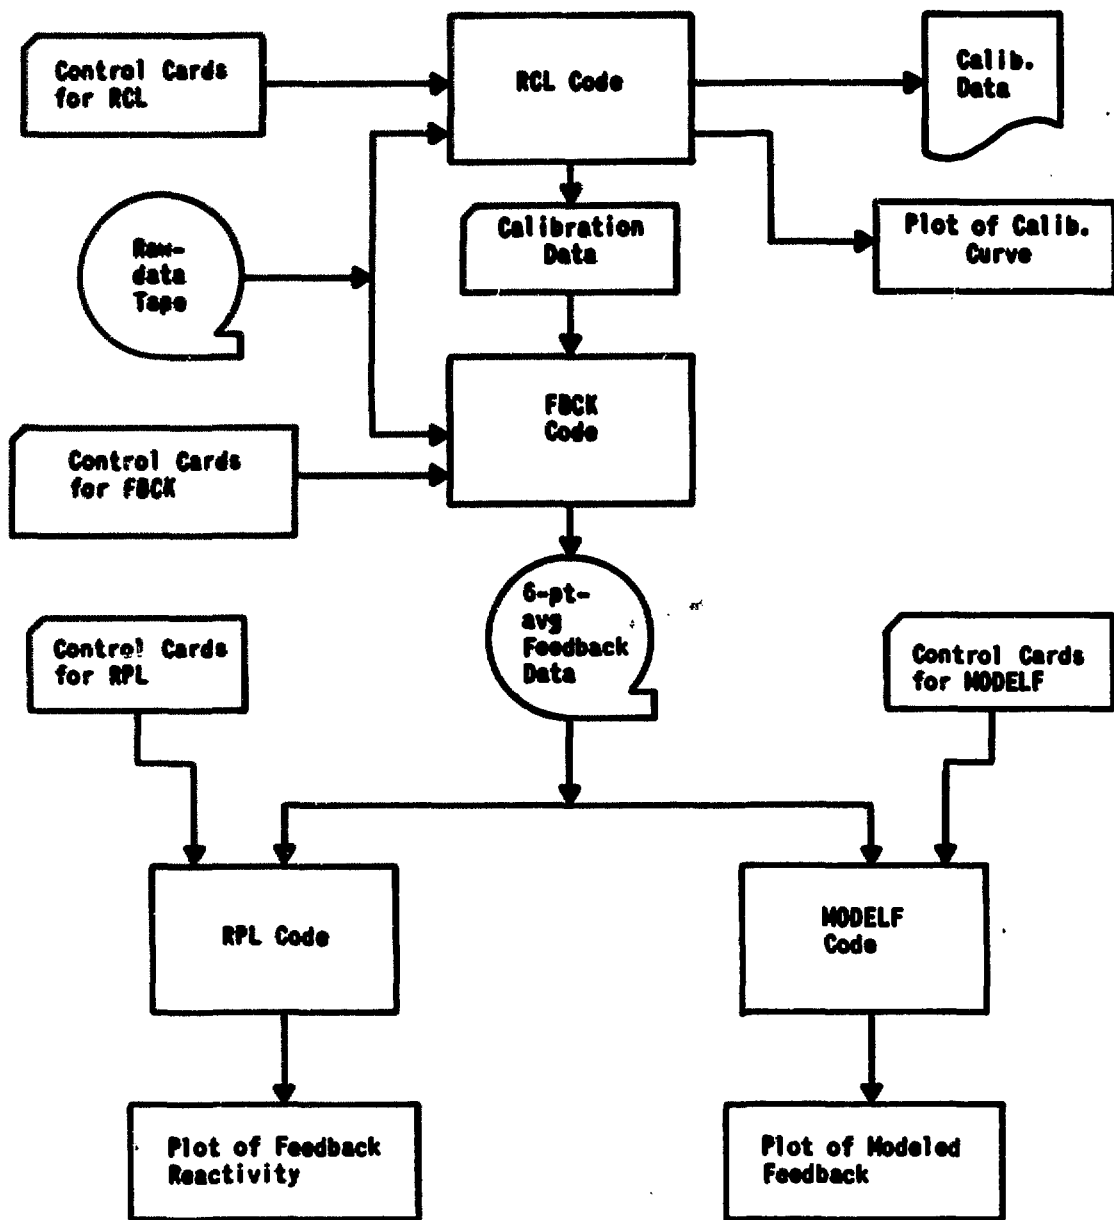 Control Cards
for RCL
RCL Code
Calib.
Data
Raw-
data
Tape
Calibration
Data
Plot of Calib.
Curve
FBCK
Code
Control Cards
for FBCK
6-pt-
avg
Feedback
Data
Control Cards
for RPL
Control Cards
for MODELF
RPL Code
MODELF
Code
Plot of Feedback
Reactivity
Plot of Modeled
Feedback